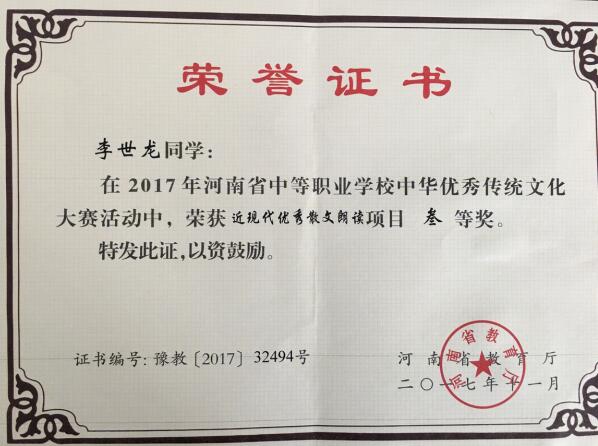 荣誉证书
李世龙同学：
在2017年河南省中等职业学校中华优秀传统文化
大赛活动中，荣获近现代优秀散文朗读项目 叁 等奖。
特发此证，以资鼓励。
证书编号：豫教〔2017〕32494号
河南省教育厅
二〇一七年十一月
河南省教育厅